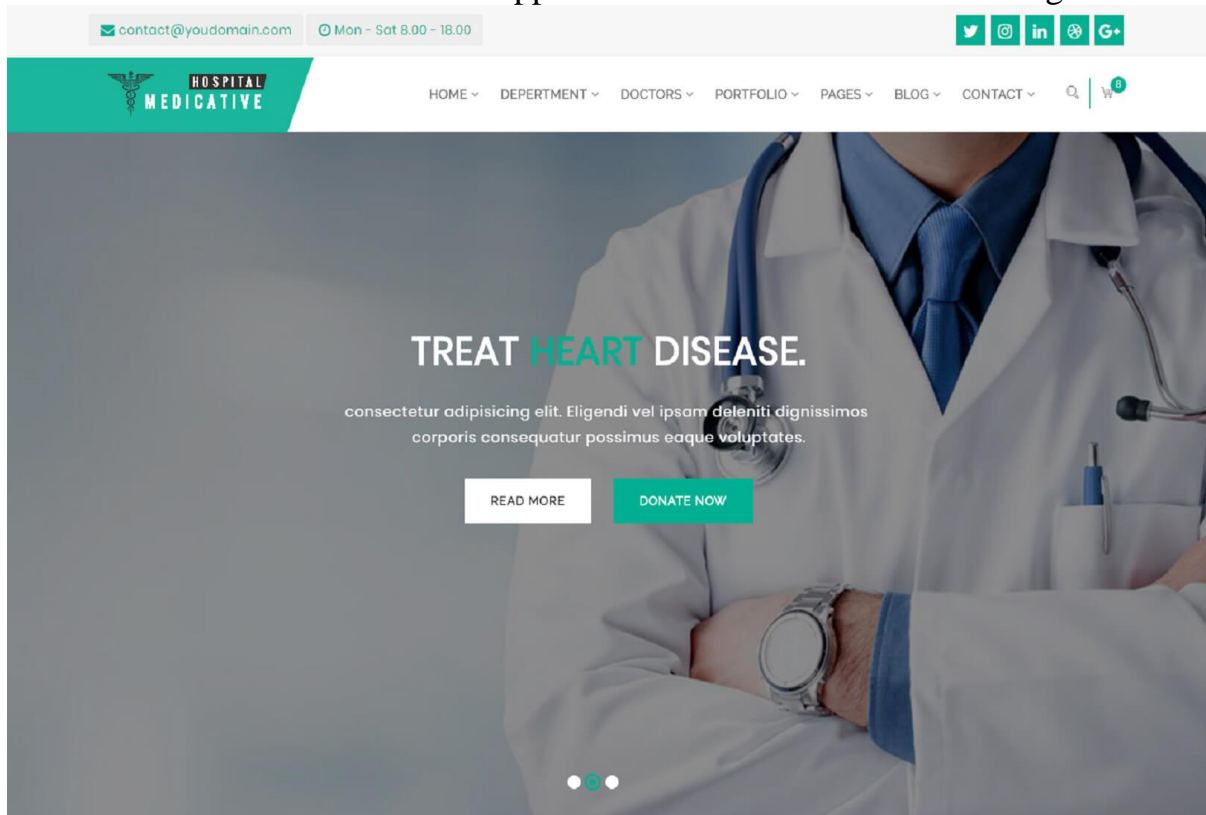 contact@youdomain.com Mon - Sat 8.00 - 18.00 G+
HOSPITAL
MEDICATIVE
HOME DEPERTMENT DOCTORS PORTFOLIO PAGES BLOG CONTACT 8
TREAT HEART DISEASE.
consectetur adipisicing elit. Eligendi vel ipsam deleniti dignissimos
corporis consequatur possimus eaque voluptates.
READ MORE DONATE NOW